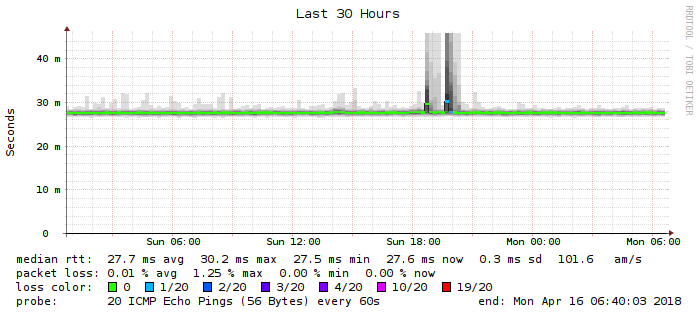 Last 30 Hours
RRDTOOL / TOBI OETIKER
Seconds
40 m
30 m
20 m
10 m
0
Sun 06:00 Sun 12:00 Sun 18:00 Mon 00:00 Mon 06:00
median rtt: 27.7 ms avg 30.2 ms max 27.5 ms min 27.6 ms now 0.3 ms sd 101.6 am/s
packet loss: 0.01 % avg 1.25 % max 0.00 % min 0.00 % now
loss color: 0 1/20 2/20 3/20 4/20 10/20 19/20
probe: 20 ICMP Echo Pings (56 Bytes) every 60s end: Mon Apr 16 06:40:03 2018